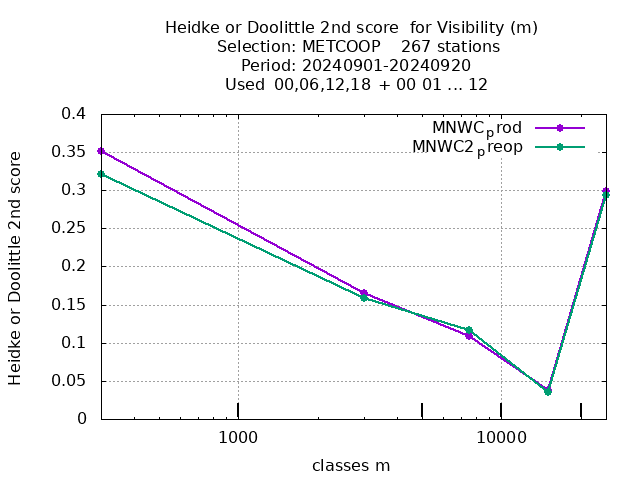 Heidke or Doolittle 2nd score  for Visibility (m)
Selection: METCOOP    267 stations
Period: 20240901-20240920
Used  00,06,12,18 + 00 01 ... 12
MNWC_prod
MNWC2_preop
0.4
0.35
0.3
0.25
0.2
0.15
0.1
0.05
0
Heidke or Doolittle 2nd score
1000
10000
classes m